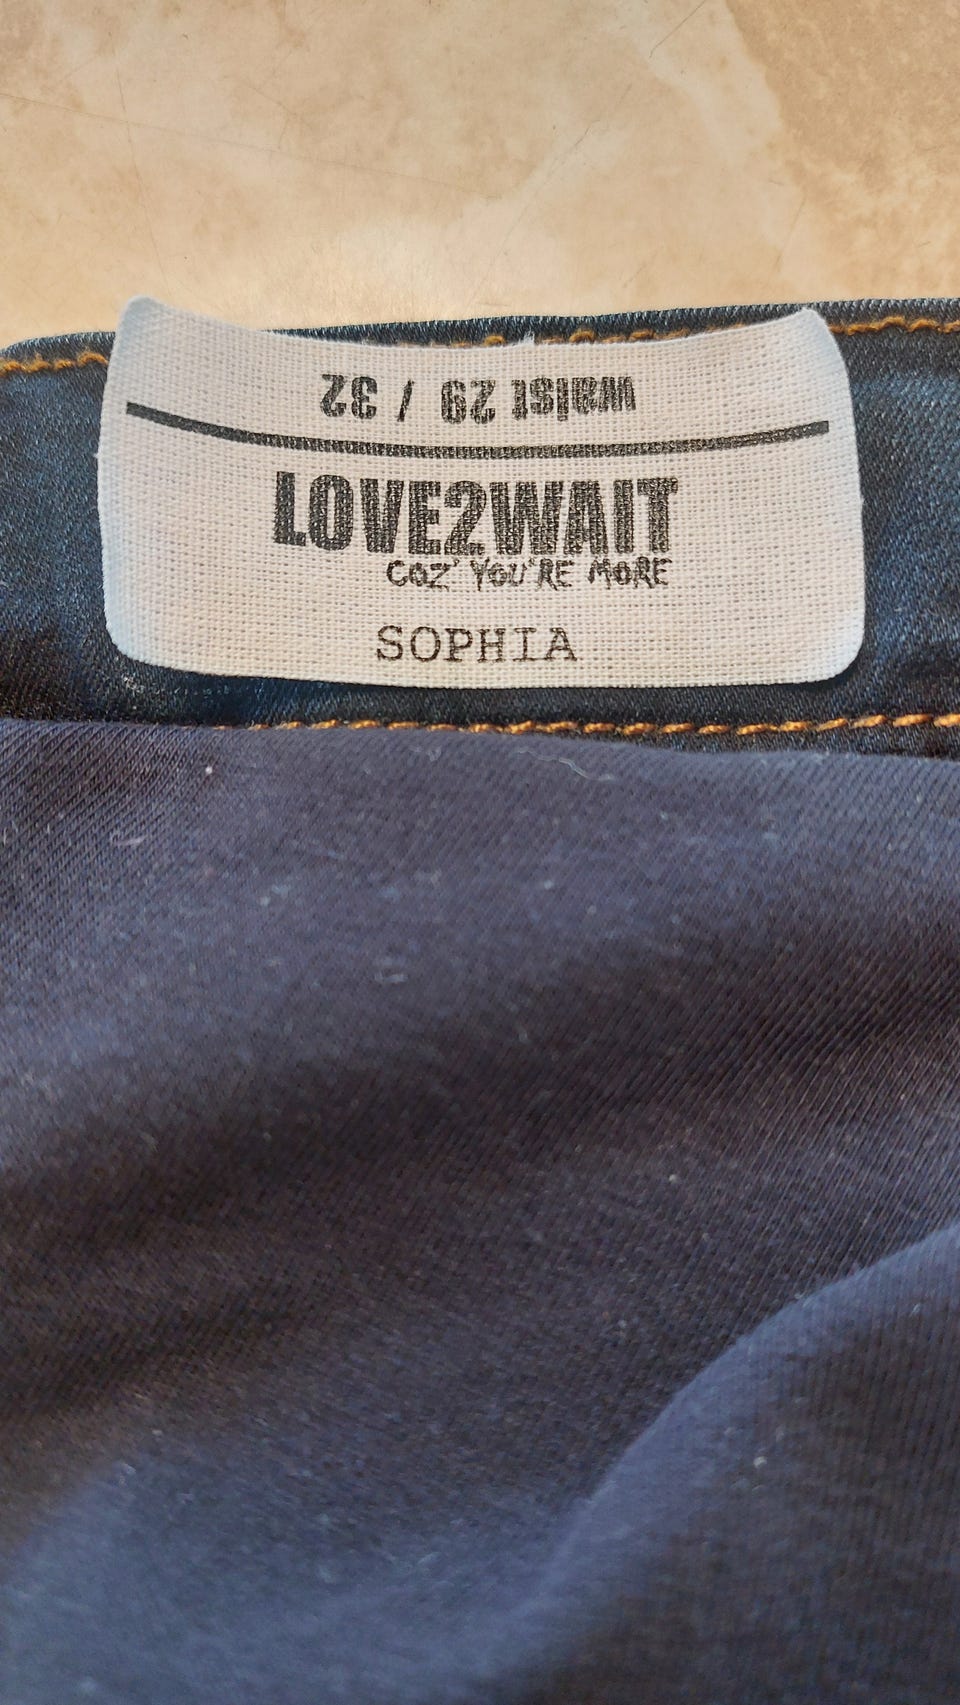 waist 29 / 32
LOVE2WAIT
COZ' YOU'RE MORE
SOPHIA